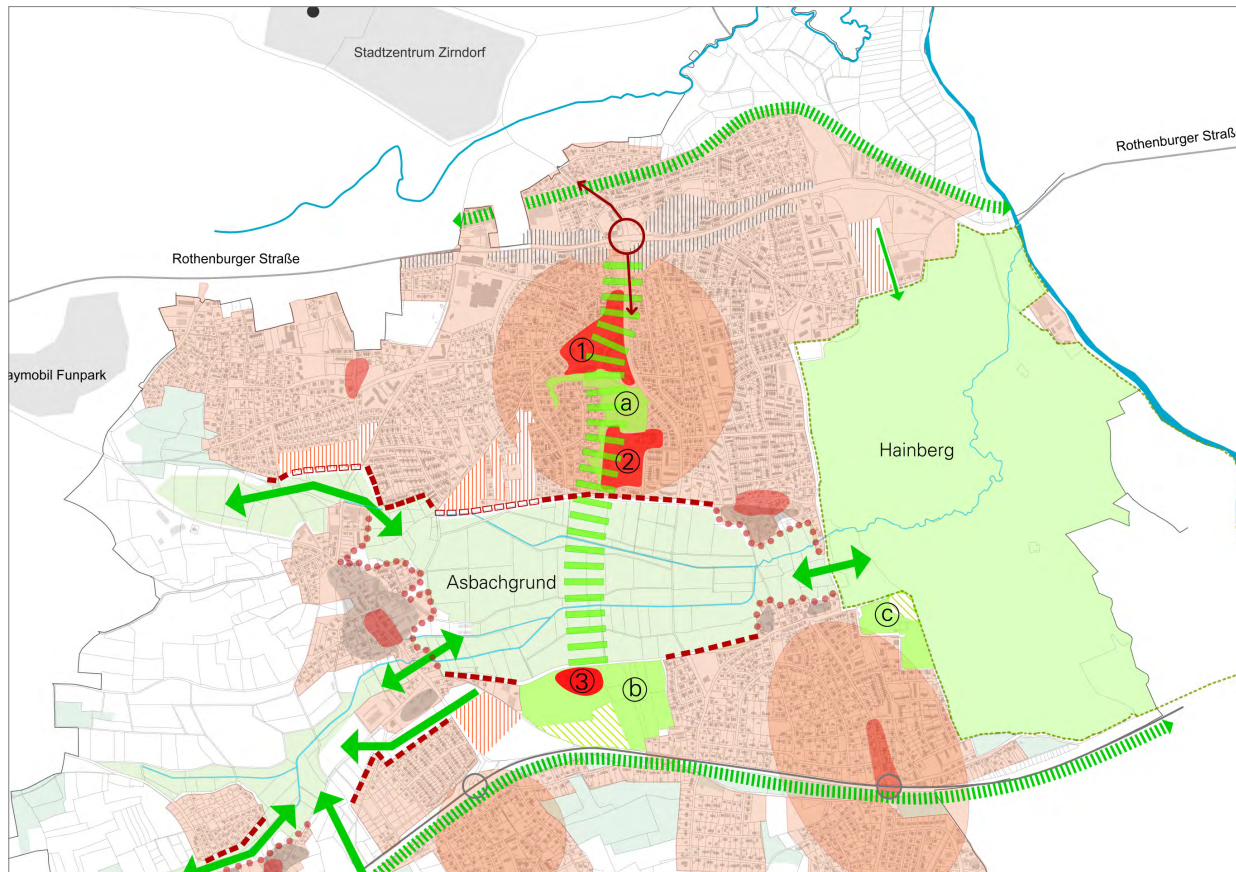 Stadtzentrum Zirndorf
Rothenburger Straß
Rothenburger Straße
aymobil Funpark
①
ⓐ
②
Hainberg
Asbachgrund
ⓒ
③
ⓑ